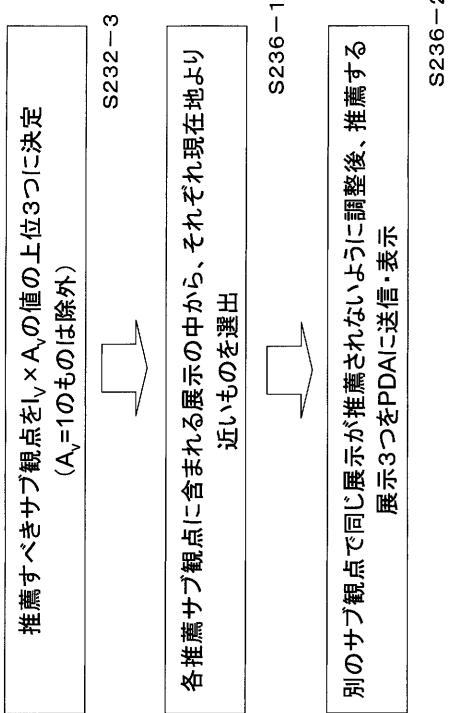 推薦すべきサブ観点をIv×Avの値の上位3つに決定
(Av=1のものは除外)
S232-3
各推薦サブ観点に含まれる展示の中から、それぞれ現在地より
近いものを選出
S236-1
別のサブ観点で同じ展示が推薦されないように調整後、推薦する
展示3つをPDAに送信・表示
S236-2